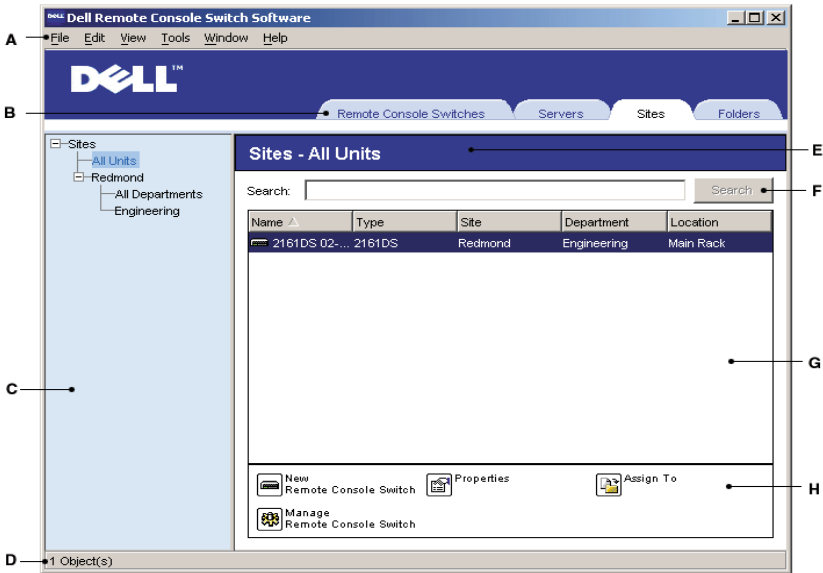 DELL Dell Remote Console Switch Software
A
File Edit View Tools Window Help
DELL™
B
Remote Console Switches Servers Sites Folders
Sites
All Units
Redmond
All Departments
Engineering
Sites - All Units
E
Search: Search
F
Name Type Site Department Location
2161DS 02-... 2161DS Redmond Engineering Main Rack
G
C
New
Remote Console Switch
Properties
Assign To
H
Manage
Remote Console Switch
D
1 Object(s)